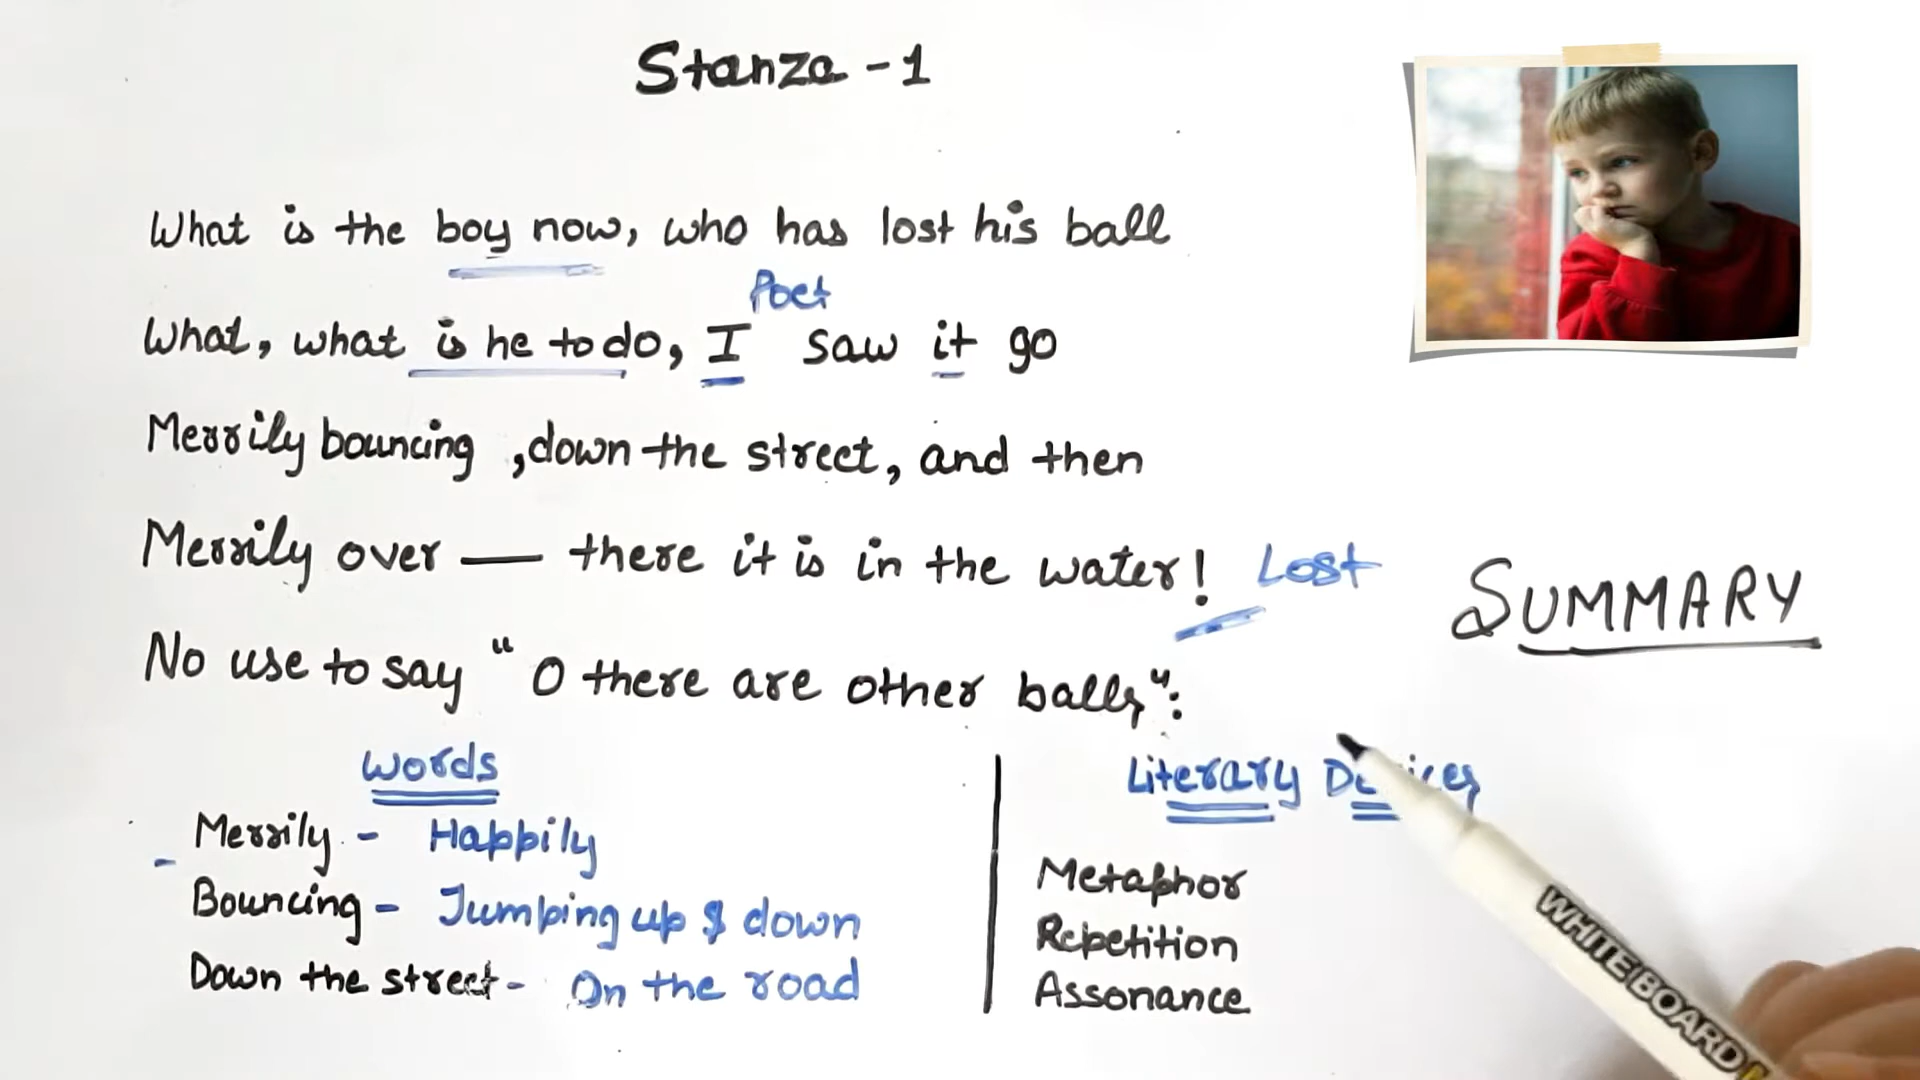 Stanza - 1
What is the boy now, who has lost his ball
Poet
What, what is he to do, I saw it go
Merrily bouncing, down the street, and then
Merrily over — there it is in the water! Lost
SUMMARY
No use to say "O there are other balls":
Words
Merrily - Happily
Bouncing - Jumping up & down
Down the street - On the road
Literary Devices
Metaphor
Repetition
Assonance
WHITE BOARD